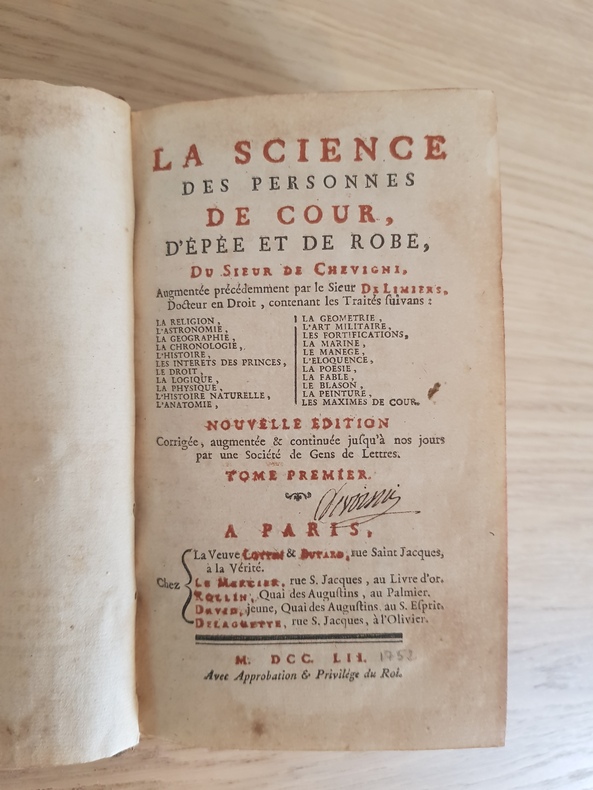 LA SCIENCE
DES PERSONNES
DE COUR,
D'ÉPÉE ET DE ROBE,
DU SIEUR DE CHEVIGNI,
Augmentée précédemment par le Sieur DE LIMIERS,
Docteur en Droit, contenant les Traités suivans :
LA RELIGION,
L'ASTRONOMIE,
LA GEOGRAPHIE,
LA CHRONOLOGIE,
L'HISTOIRE,
LES INTERETS DES PRINCES,
LE DROIT,
LA LOGIQUE,
LA PHYSIQUE,
L'HISTOIRE NATURELLE,
L'ANATOMIE,
LA GEOMETRIE,
L'ART MILITAIRE,
LES FORTIFICATIONS,
LA MARINE,
LE MANEGE,
L'ELOQUENCE,
LA POËSIE,
LA FABLE,
LE BLASON,
LA PEINTURE,
LES MAXIMES DE COUR.
NOUVELLE EDITION
Corrigée, augmentée & continuée jusqu'à nos jours
par une Société de Gens de Lettres.
TOME PREMIER.
A PARIS,
Chez
La Veuve & , rue Saint Jacques,
à la Vérité.
LE MERCIER, rue S. Jacques, au Livre d'or.
ROLLIN, Quai des Augustins, au Palmier.
DAVID, jeune, Quai des Augustins. au S. Esprit.
DELAGUETTE, rue S. Jacques, à l'Olivier.
M. DCC. LII. 1752
Avec Approbation & Privilége du Roi.